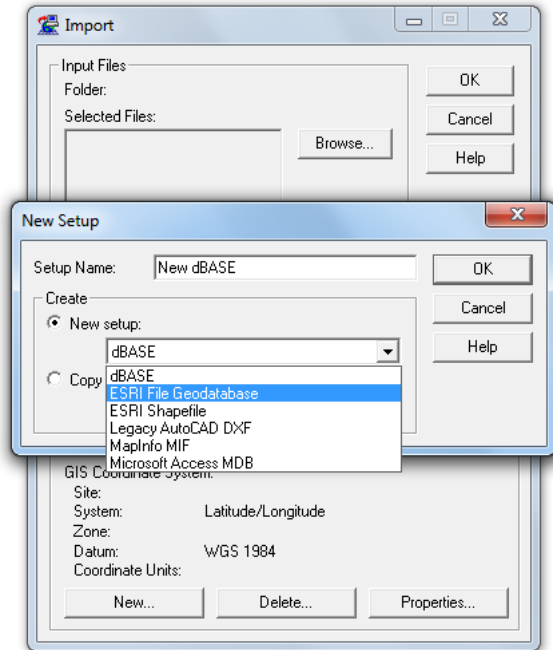 Import
Input Files
Folder:
Selected Files:
Browse...
OK
Cancel
Help
New Setup
Setup Name:
New dBASE
OK
Cancel
Help
Create
New setup:
dBASE
Copy
dBASE
ESRI File Geodatabase
ESRI Shapefile
Legacy AutoCAD DXF
MapInfo MIF
Microsoft Access MDB
GIS Coordinate System:
Site:
System: Latitude/Longitude
Zone:
Datum: WGS 1984
Coordinate Units:
New...
Delete...
Properties...